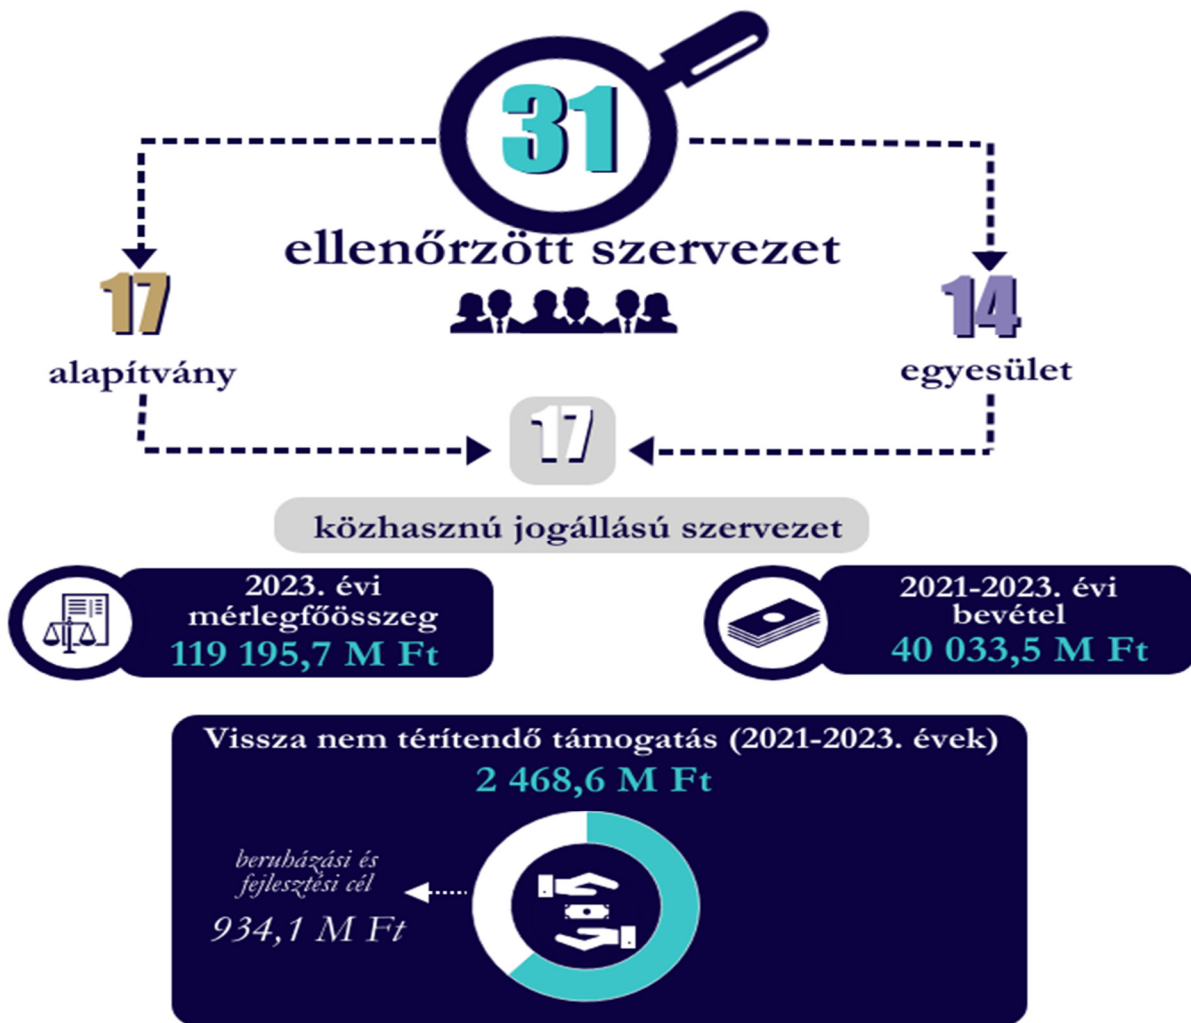 31
ellenőrzött szervezet
17
alapítvány
14
egyesület
17
közhasznú jogállású szervezet
2023. évi
mérlegfőösszeg
119 195,7 M Ft
2021-2023. évi
bevétel
40 033,5 M Ft
Vissza nem térítendő támogatás (2021-2023. évek)
2 468,6 M Ft
beruházási és
fejlesztési cél
934,1 M Ft